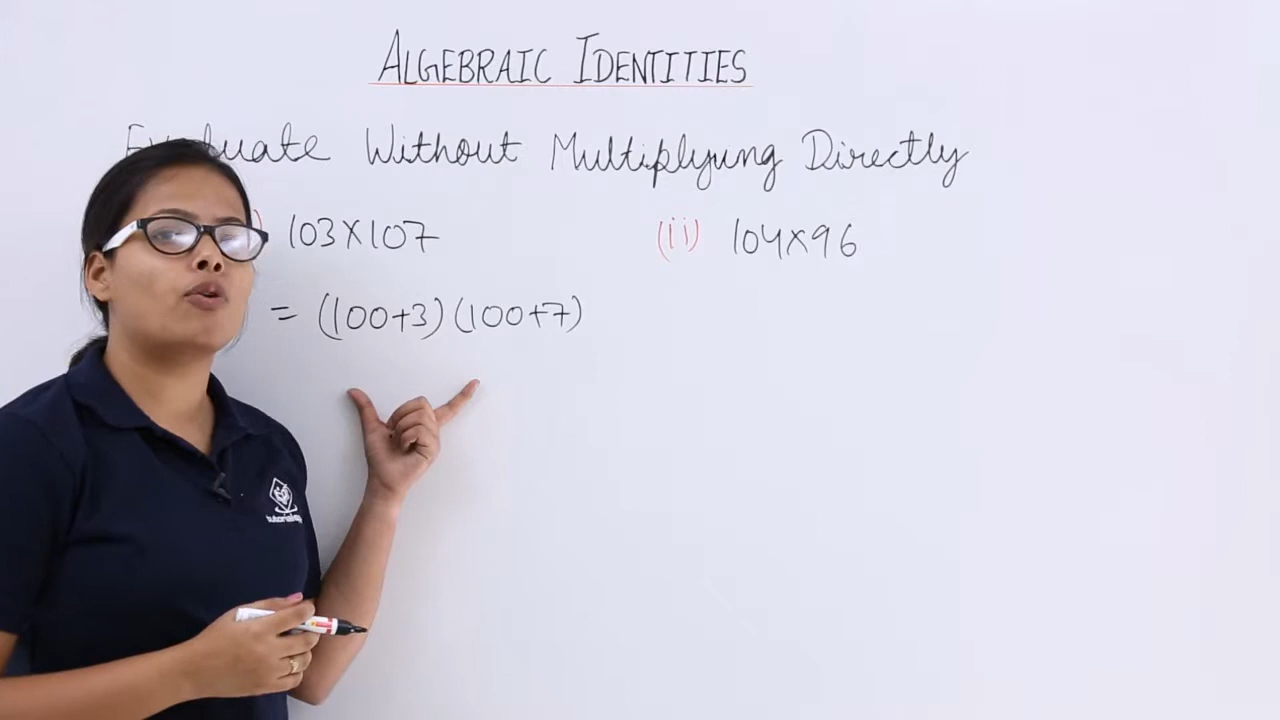 ALGEBRAIC IDENTITIES
Evaluate Without Multiplying Directly
) 103×107 (ii) 104×96
= (100+3)(100+7)